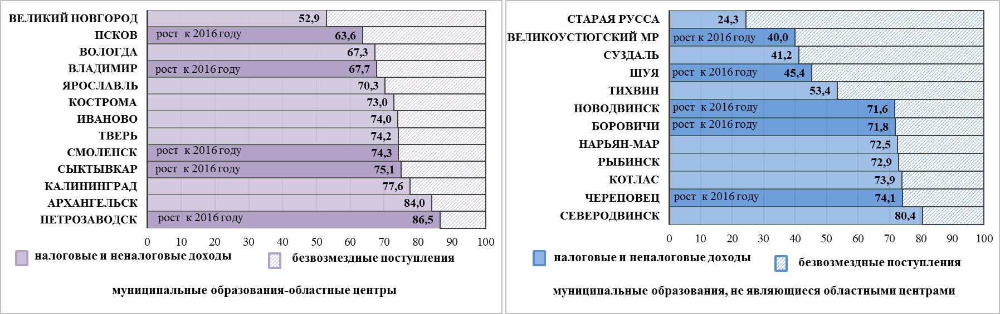 ВЕЛИКИЙ НОВГОРОД 52,9
ПСКОВ рост к 2016 году 63,6
ВОЛОГДА 67,3
ВЛАДИМИР рост к 2016 году 67,7
ЯРОСЛАВЛЬ 70,3
КОСТРОМА 73,0
ИВАНОВО 74,0
ТВЕРЬ 74,2
СМОЛЕНСК рост к 2016 году 74,3
СЫКТЫВКАР рост к 2016 году 75,1
КАЛИНИНГРАД 77,6
АРХАНГЕЛЬСК 84,0
ПЕТРОЗАВОДСК рост к 2016 году 86,5
0 10 20 30 40 50 60 70 80 90 100
налоговые и неналоговые доходы безвозмездные поступления
муниципальные образования-областные центры
СТАРАЯ РУССА 24,3
ВЕЛИКОУСТЮГСКИЙ МР рост к 2016 году 40,0
СУЗДАЛЬ 41,2
ШУЯ рост к 2016 году 45,4
ТИХВИН 53,4
НОВОДВИНСК рост к 2016 году 71,6
БОРОВИЧИ рост к 2016 году 71,8
НАРЬЯН-МАР 72,5
РЫБИНСК 72,9
КОТЛАС 73,9
ЧЕРЕПОВЕЦ рост к 2016 году 74,1
СЕВЕРОДВИНСК 80,4
0 10 20 30 40 50 60 70 80 90 100
налоговые и неналоговые доходы безвозмездные поступления
муниципальные образования, не являющиеся областными центрами